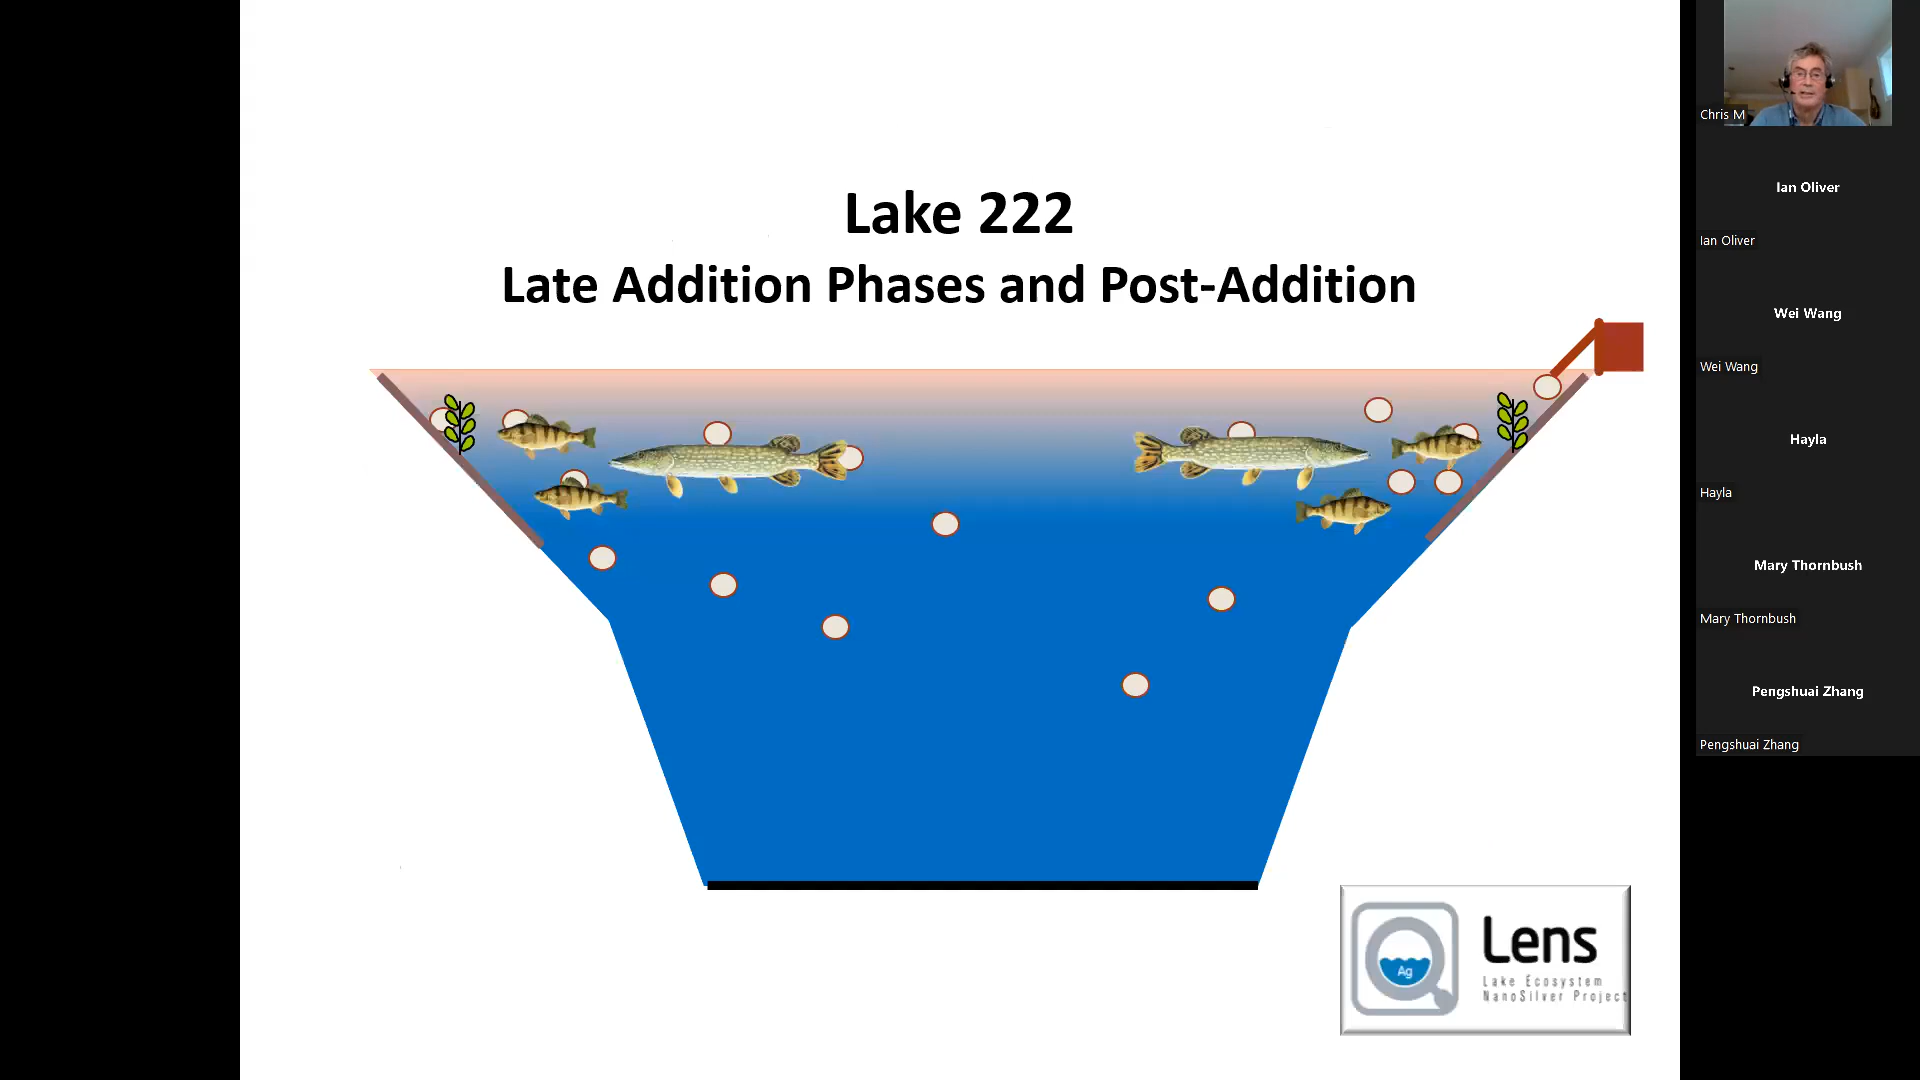 Lake 222
Late Addition Phases and Post-Addition
Ag
Lens
Lake Ecosystem
NanoSilver Project
Chris M
Ian Oliver
Ian Oliver
Wei Wang
Wei Wang
Hayla
Hayla
Mary Thornbush
Mary Thornbush
Pengshuai Zhang
Pengshuai Zhang